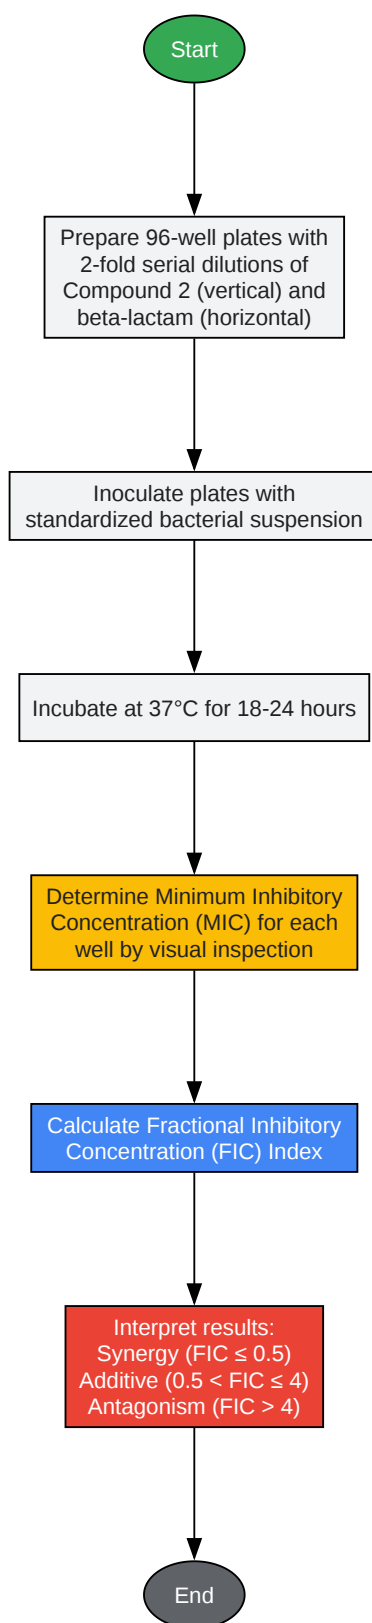 Start
Prepare 96-well plates with
2-fold serial dilutions of
Compound 2 (vertical) and
beta-lactam (horizontal)
Inoculate plates with
standardized bacterial suspension
Incubate at 37°C for 18-24 hours
Determine Minimum Inhibitory
Concentration (MIC) for each
well by visual inspection
Calculate Fractional Inhibitory
Concentration (FIC) Index
Interpret results:
Synergy (FIC ≤ 0.5)
Additive (0.5 < FIC ≤ 4)
Antagonism (FIC > 4)
End